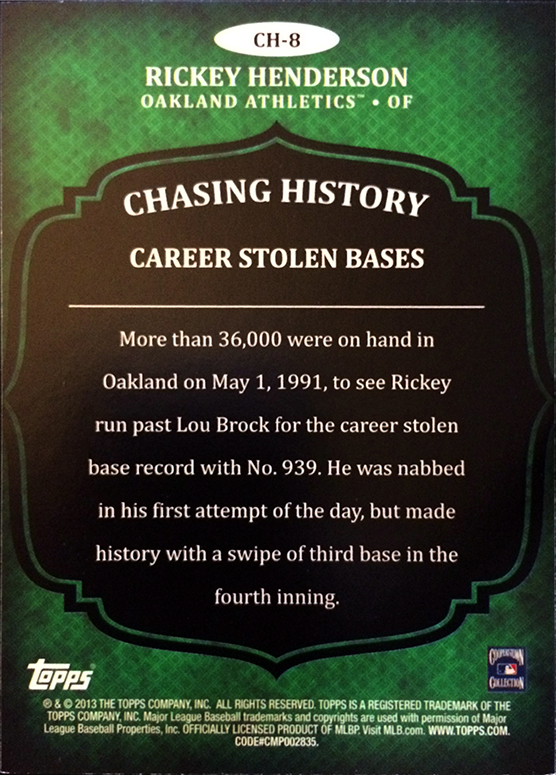 CH-8
RICKEY HENDERSON
OAKLAND ATHLETICS™ • OF
CHASING HISTORY
CAREER STOLEN BASES
More than 36,000 were on hand in
Oakland on May 1, 1991, to see Rickey
run past Lou Brock for the career stolen
base record with No. 939. He was nabbed
in his first attempt of the day, but made
history with a swipe of third base in the
fourth inning.
topps®
COOPERSTOWN
COLLECTION
® & © 2013 THE TOPPS COMPANY, INC. ALL RIGHTS RESERVED. TOPPS IS A REGISTERED TRADEMARK OF THE
TOPPS COMPANY, INC. Major League Baseball trademarks and copyrights are used with permission of Major
League Baseball Properties, Inc. OFFICIALLY LICENSED PRODUCT OF MLBP. Visit MLB.com. WWW.TOPPS.COM.
CODE#CMP002835.